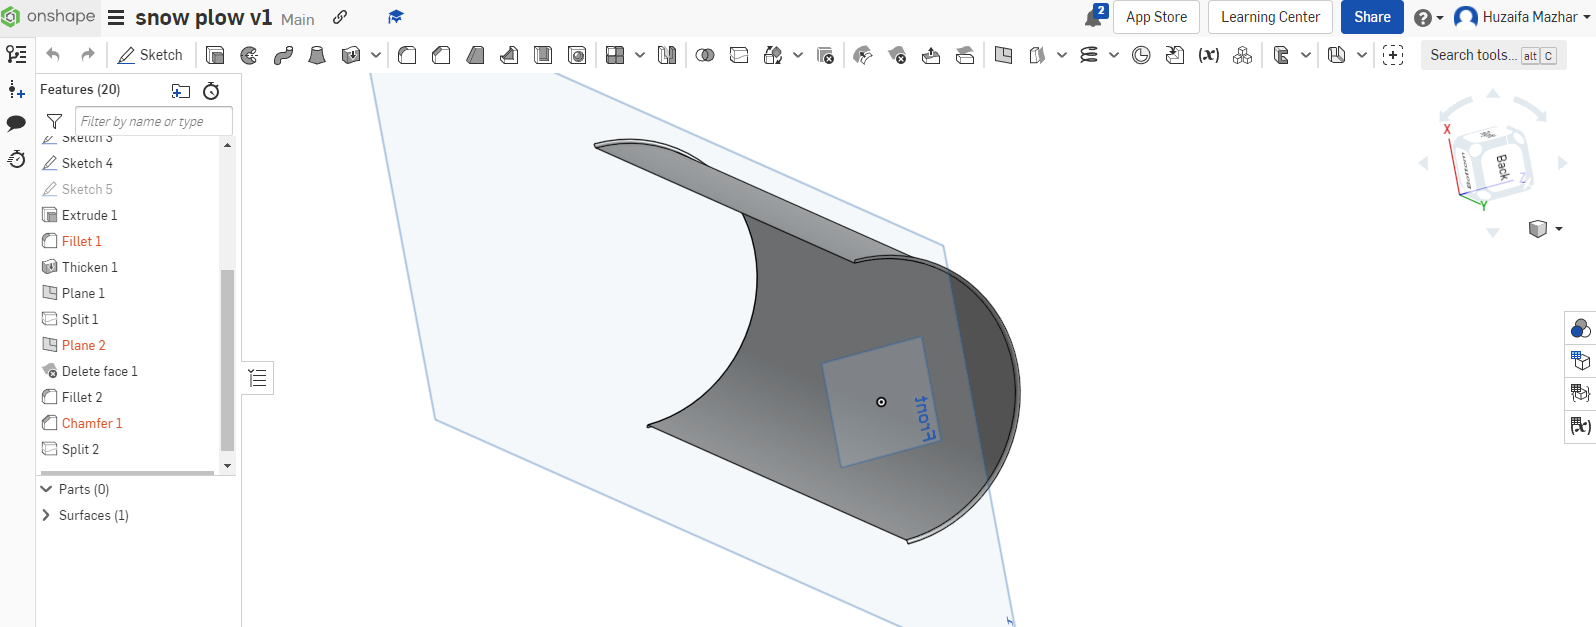 onshape snow plow v1 Main 2 App Store Learning Center Share Huzaifa Mazhar
Sketch (x) Search tools... alt C
Features (20)
Filter by name or type
Sketch 3
Sketch 4
Sketch 5
Extrude 1
Fillet 1
Thicken 1
Plane 1
Split 1
Plane 2
Delete face 1
Fillet 2
Chamfer 1
Split 2
Parts (0)
Surfaces (1)
Front
X
Back
Bottom
Z
Y
(x)